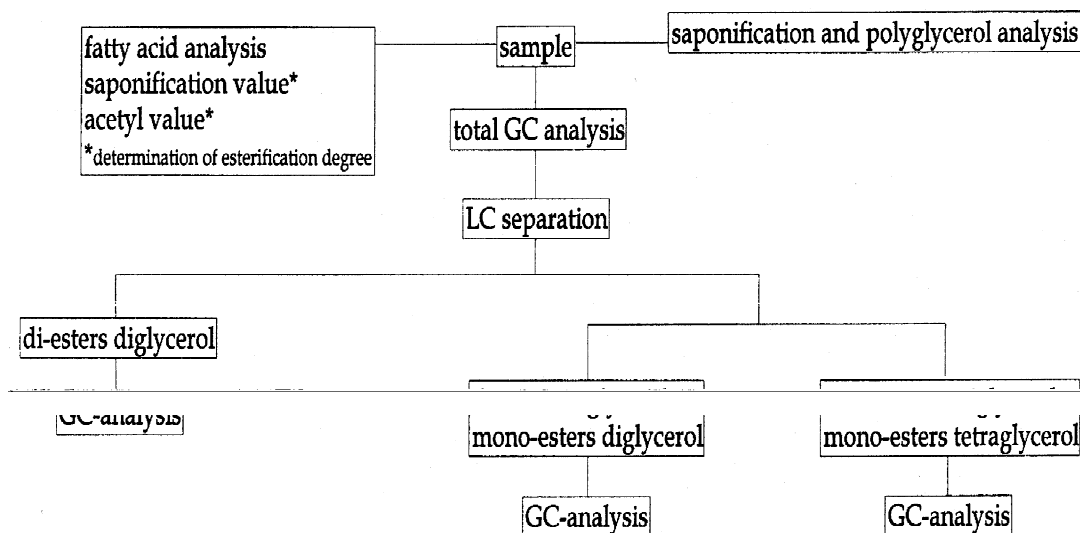 fatty acid analysis
saponification value*
acetyl value*
*determination of esterification degree
sample
saponification and polyglycerol analysis
total GC analysis
LC separation
di-esters diglycerol
GC-analysis
mono-esters diglycerol
mono-esters tetraglycerol
GC-analysis
GC-analysis